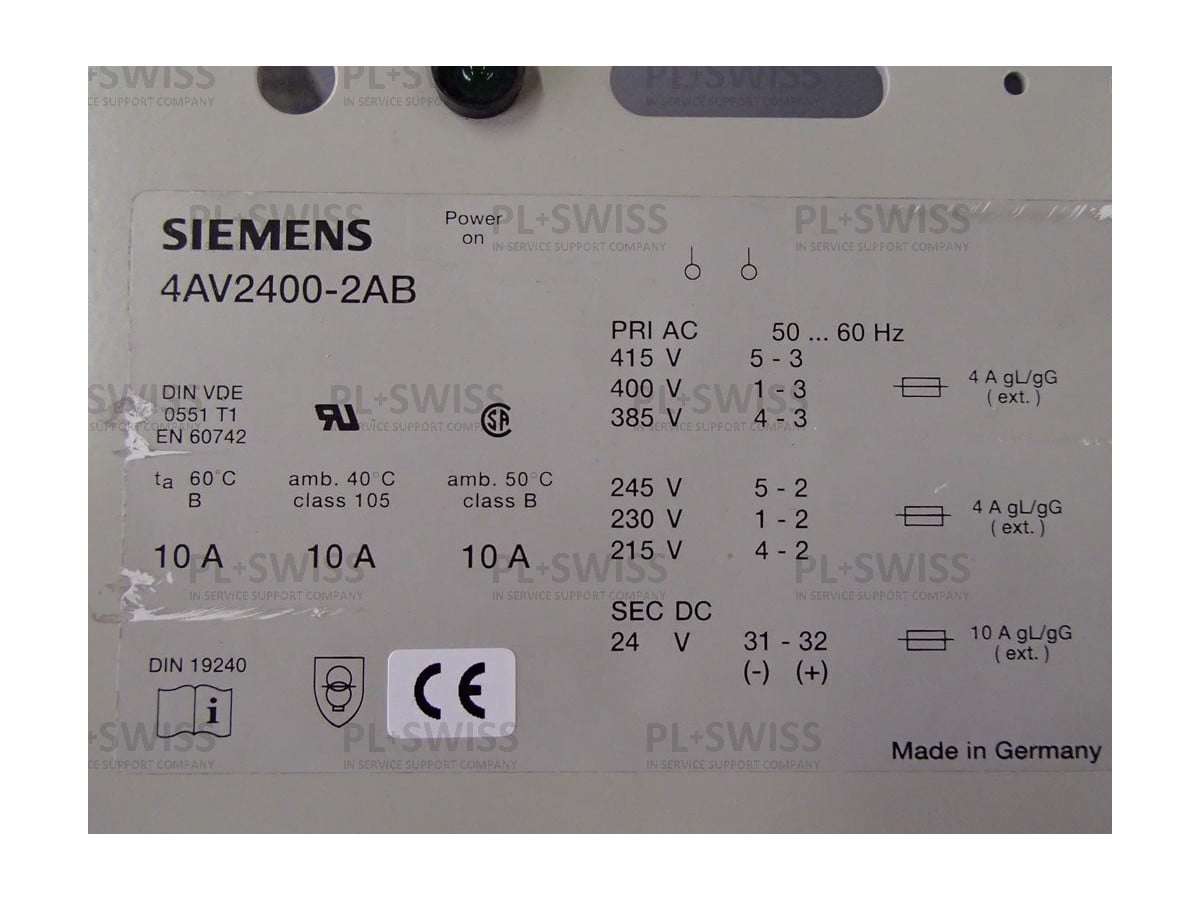 SIEMENS
4AV2400-2AB
Power
on
PRI AC 50 ... 60 Hz
415 V 5 - 3
400 V 1 - 3
385 V 4 - 3
4 A gL/gG
( ext. )
DIN VDE
0551 T1
EN 60742
ta 60°C
B
amb. 40°C
class 105
amb. 50°C
class B
10 A 10 A 10 A
245 V 5 - 2
230 V 1 - 2
215 V 4 - 2
4 A gL/gG
( ext. )
SEC DC
24 V 31 - 32
(-) (+)
10 A gL/gG
( ext. )
DIN 19240
i
CE
Made in Germany
PL+SWISS
IN SERVICE SUPPORT COMPANY